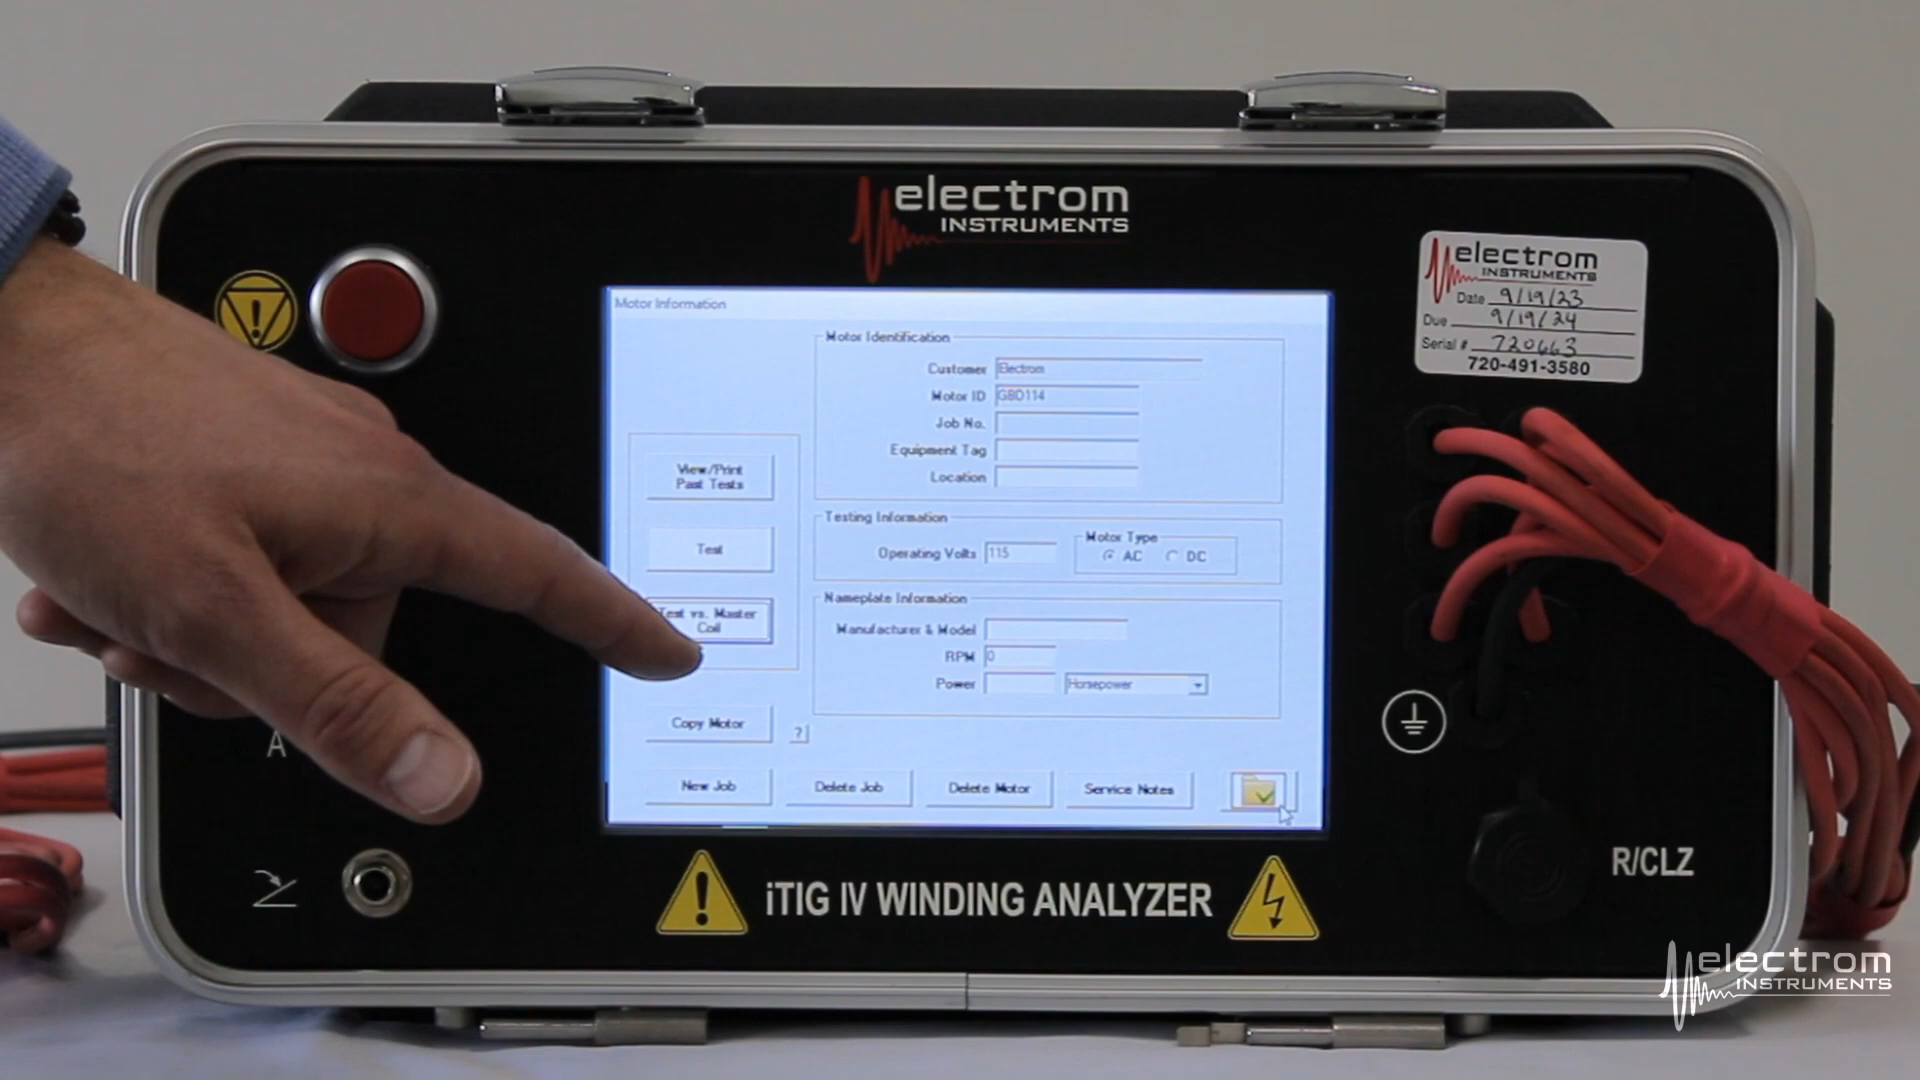 electrom
INSTRUMENTS
electrom
INSTRUMENTS
Date 9/19/23
Due 9/19/24
Serial # 720663
720-491-3580
Motor Information
Motor Identification
Customer Electrom
Motor ID GBD114
Job No.
Equipment Tag
Location
View/Print
Past Tests
Testing Information
Operating Volts 115
Motor Type
AC DC
Test
Nameplate Information
Test vs. Master
Coil
Manufacturer & Model
RPM 0
Power Horsepower
Copy Motor ?
New Job Delete Job Delete Motor Service Notes
A
iTIG IV WINDING ANALYZER
R/CLZ
electrom
INSTRUMENTS